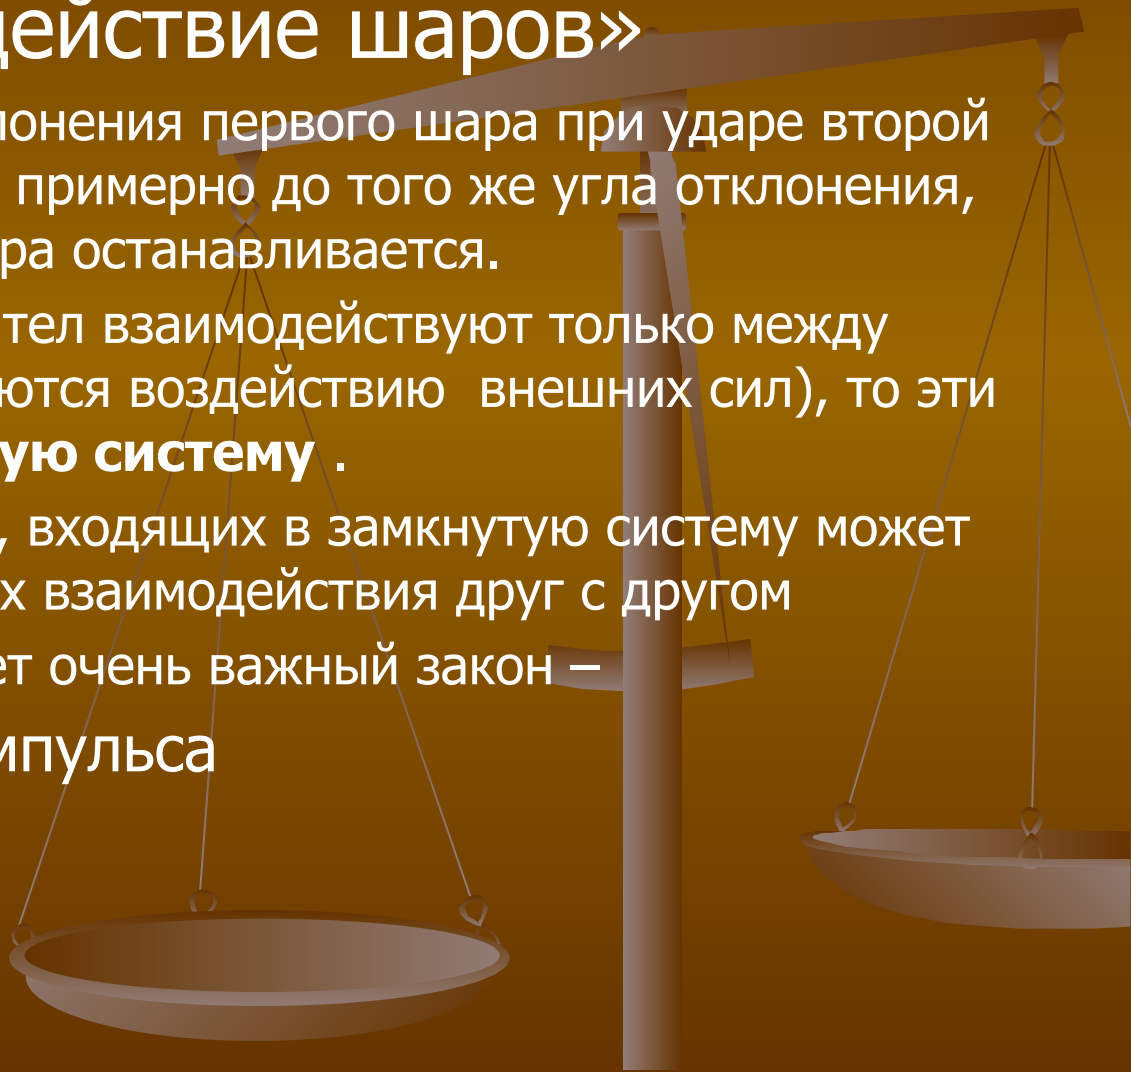 действие шаров»
лонения первого шара при ударе второй
примерно до того же угла отклонения,
ра останавливается.
тел взаимодействуют только между
ются воздействию внешних сил), то эти
ую систему .
, входящих в замкнутую систему может
х взаимодействия друг с другом
ет очень важный закон –
мпульса